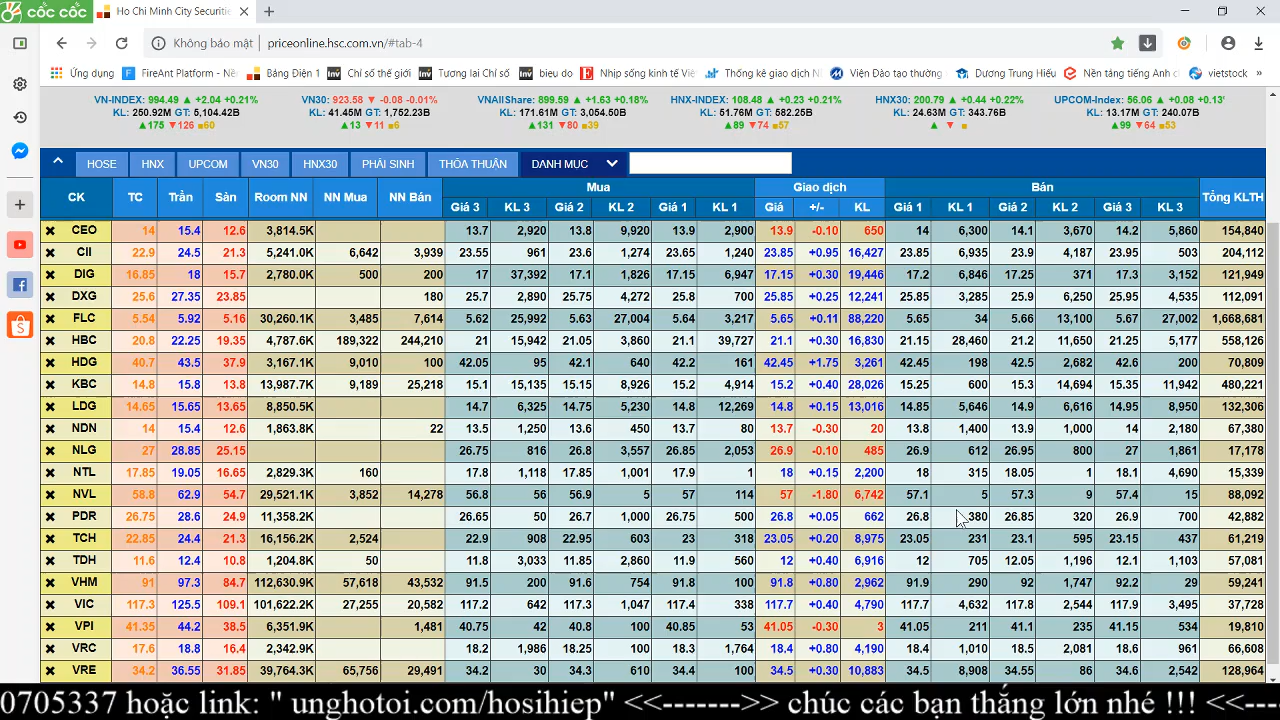 cốc cốc Ho Chi Minh City Securitie
Không bảo mật priceonline.hsc.com.vn/#tab-4
Ứng dụng FireAnt Platform - Nề Bảng Điện 1 Chỉ số thế giới Tương lai Chỉ số bieu do Nhịp sống kinh tế Việ Thống kê giao dịch N Viện Đào tạo thường Dương Trung Hiếu Nền tảng tiếng Anh c vietstock
VN-INDEX: 994.49 ▲ +2.04 +0.21% VN30: 923.58 ▼ -0.08 -0.01% VNAllShare: 899.59 ▲ +1.63 +0.18% HNX-INDEX: 108.48 ▲ +0.23 +0.21% HNX30: 200.79 ▲ +0.44 +0.22% UPCOM-Index: 56.06 ▲ +0.08 +0.13
KL: 250.92M GT: 5,104.42B KL: 41.45M GT: 1,752.23B KL: 171.61M GT: 3,054.50B KL: 51.76M GT: 582.25B KL: 24.63M GT: 343.76B KL: 13.17M GT: 240.07B
▲175 ▼126 ■60 ▲13 ▼11 ■6 ▲131 ▼80 ■39 ▲89 ▼74 ■57 ▲ ▼ ■ ▲99 ▼64 ■53
HOSE HNX UPCOM VN30 HNX30 PHÁI SINH THỎA THUẬN DANH MỤC
CK TC Trần Sàn Room NN NN Mua NN Bán Mua Giao dịch Bán Tổng KLTH
Giá 3 KL 3 Giá 2 KL 2 Giá 1 KL 1 Giá +/- KL Giá 1 KL 1 Giá 2 KL 2 Giá 3 KL 3
CEO 14 15.4 12.6 3,814.5K 13.7 2,920 13.8 9,920 13.9 2,900 13.9 -0.10 650 14 6,300 14.1 3,670 14.2 5,860 154,840
CII 22.9 24.5 21.3 5,241.0K 6,642 3,939 23.55 961 23.6 1,274 23.65 1,240 23.85 +0.95 16,427 23.85 6,935 23.9 4,187 23.95 503 204,112
DIG 16.85 18 15.7 2,780.0K 500 200 17 37,392 17.1 1,826 17.15 6,947 17.15 +0.30 19,446 17.2 6,846 17.25 371 17.3 3,152 121,949
DXG 25.6 27.35 23.85 180 25.7 2,890 25.75 4,272 25.8 700 25.85 +0.25 12,241 25.85 3,285 25.9 6,250 25.95 4,535 112,091
FLC 5.54 5.92 5.16 30,260.1K 3,485 7,614 5.62 25,992 5.63 27,004 5.64 3,217 5.65 +0.11 88,220 5.65 34 5.66 13,100 5.67 27,002 1,668,681
HBC 20.8 22.25 19.35 4,787.6K 189,322 244,210 21 15,942 21.05 3,860 21.1 39,727 21.1 +0.30 16,830 21.15 28,460 21.2 11,650 21.25 5,177 558,126
HDG 40.7 43.5 37.9 3,167.1K 9,010 100 42.05 95 42.1 640 42.2 161 42.45 +1.75 3,261 42.45 198 42.5 2,682 42.6 200 70,809
KBC 14.8 15.8 13.8 13,987.7K 9,189 25,218 15.1 15,135 15.15 8,926 15.2 4,914 15.2 +0.40 28,026 15.25 600 15.3 14,694 15.35 11,942 480,221
LDG 14.65 15.65 13.65 8,850.5K 14.7 6,325 14.75 5,230 14.8 12,269 14.8 +0.15 13,016 14.85 5,646 14.9 6,616 14.95 8,950 132,306
NDN 14 15.4 12.6 1,863.8K 22 13.5 1,250 13.6 450 13.7 80 13.7 -0.30 20 13.8 1,400 13.9 1,000 14 2,180 67,380
NLG 27 28.85 25.15 26.75 816 26.8 3,557 26.85 2,053 26.9 -0.10 485 26.9 612 26.95 800 27 1,861 17,178
NTL 17.85 19.05 16.65 2,829.3K 160 17.8 1,118 17.85 1,001 17.9 1 18 +0.15 2,200 18 315 18.05 1 18.1 4,690 15,339
NVL 58.8 62.9 54.7 29,521.1K 3,852 14,278 56.8 56 56.9 5 57 114 57 -1.80 6,742 57.1 5 57.3 9 57.4 15 88,092
PDR 26.75 28.6 24.9 11,358.2K 26.65 50 26.7 1,000 26.75 500 26.8 +0.05 662 26.8 380 26.85 320 26.9 700 42,882
TCH 22.85 24.4 21.3 16,156.2K 2,524 22.9 908 22.95 603 23 318 23.05 +0.20 8,975 23.05 231 23.1 595 23.15 437 61,219
TDH 11.6 12.4 10.8 1,204.8K 50 11.8 3,033 11.85 2,860 11.9 560 12 +0.40 6,916 12 705 12.05 1,196 12.1 1,103 57,081
VHM 91 97.3 84.7 112,630.9K 57,618 43,532 91.5 200 91.6 754 91.8 100 91.8 +0.80 2,962 91.9 290 92 1,747 92.2 29 59,241
VIC 117.3 125.5 109.1 101,622.2K 27,255 20,582 117.2 642 117.3 1,047 117.4 338 117.7 +0.40 4,790 117.7 4,632 117.8 2,544 117.9 3,495 37,728
VPI 41.35 44.2 38.5 6,351.9K 1,481 40.75 42 40.8 100 40.85 53 41.05 -0.30 3 41.05 211 41.1 235 41.15 534 19,810
VRC 17.6 18.8 16.4 2,342.9K 18.2 1,986 18.25 100 18.3 1,764 18.4 +0.80 4,190 18.4 1,010 18.5 2,081 18.6 961 66,608
VRE 34.2 36.55 31.85 39,764.3K 65,756 29,491 34.2 30 34.3 610 34.4 100 34.5 +0.30 10,883 34.5 8,908 34.55 86 34.6 2,542 128,964
0705337 hoặc link: " unghotoi.com/hosihiep" <<------->> chúc các bạn thắng lớn nhé !!! <<---